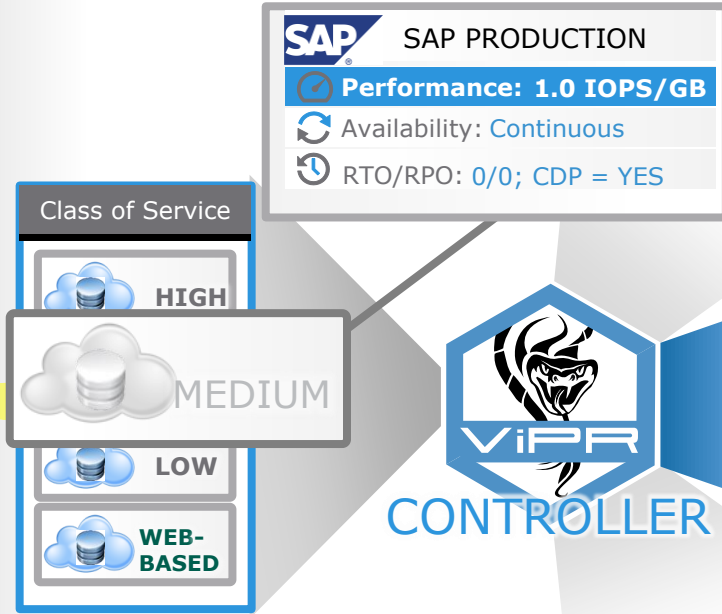 SAP
®
SAP PRODUCTION
Performance: 1.0 IOPS/GB
Availability: Continuous
RTO/RPO: 0/0; CDP = YES
Class of Service
HIGH
MEDIUM
LOW
WEB-
BASED
ViPR
CONTROLLER